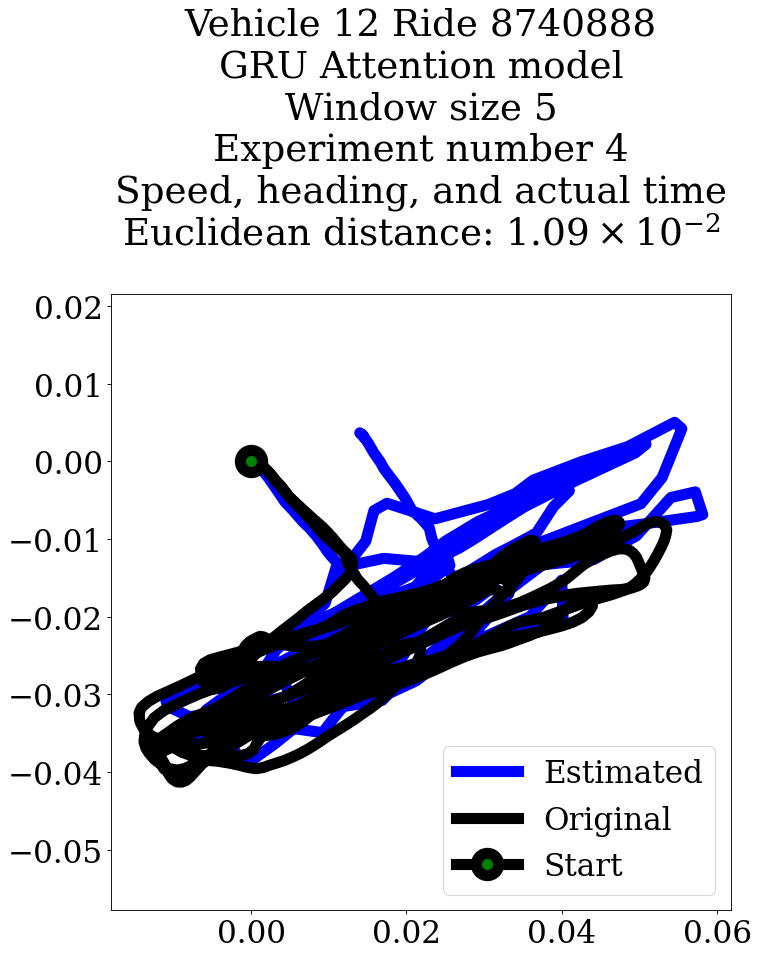 Vehicle 12 Ride 8740888
GRU Attention model
Window size 5
Experiment number 4
Speed, heading, and actual time
Euclidean distance: 1.09 × 10⁻²
0.02
0.01
0.00
−0.01
−0.02
−0.03
−0.04
−0.05
Estimated
Original
Start
0.00 0.02 0.04 0.06